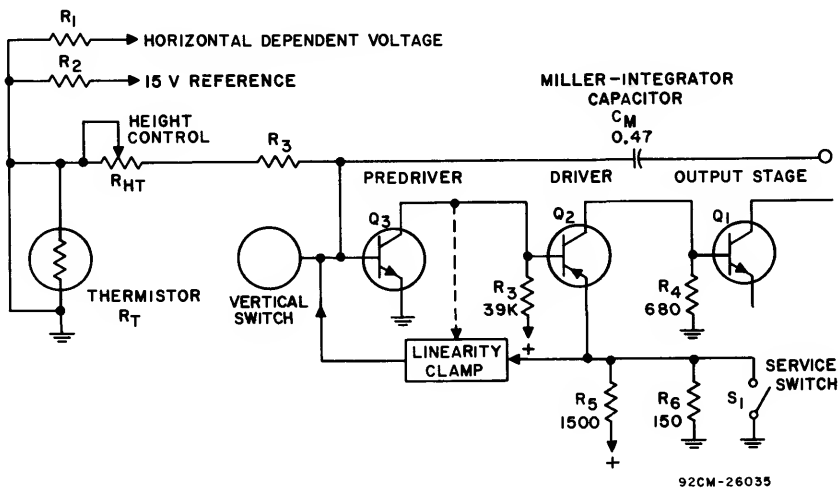 R1
HORIZONTAL DEPENDENT VOLTAGE
R2
15 V REFERENCE
HEIGHT
CONTROL
RHT
R3
MILLER-INTEGRATOR
CAPACITOR
CM
0.47
PREDRIVER
DRIVER
OUTPUT STAGE
Q3
Q2
Q1
THERMISTOR
RT
VERTICAL
SWITCH
R3
39K
+
R4
680
LINEARITY
CLAMP
R5
1500
+
R6
150
SERVICE
SWITCH
S1
92CM-26035